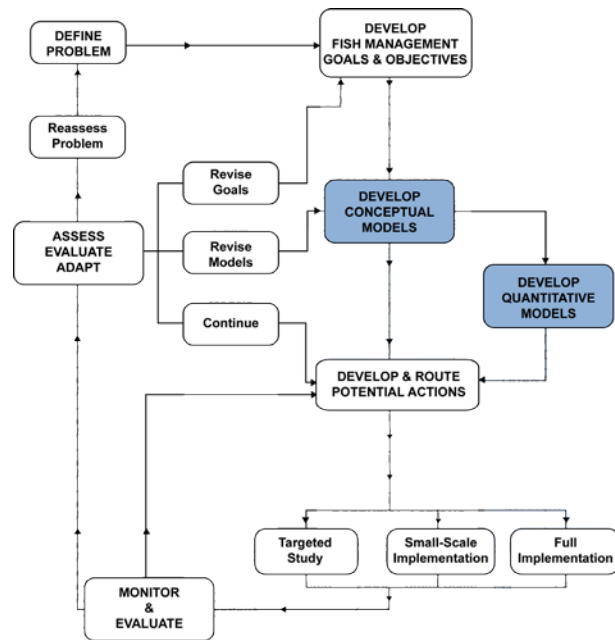 DEFINE
PROBLEM
DEVELOP
FISH MANAGEMENT
GOALS & OBJECTIVES
Reassess
Problem
Revise
Goals
ASSESS
EVALUATE
ADAPT
Revise
Models
DEVELOP
CONCEPTUAL
MODELS
DEVELOP
QUANTITATIVE
MODELS
Continue
DEVELOP & ROUTE
POTENTIAL ACTIONS
Targeted
Study
Small-Scale
Implementation
Full
Implementation
MONITOR
&
EVALUATE